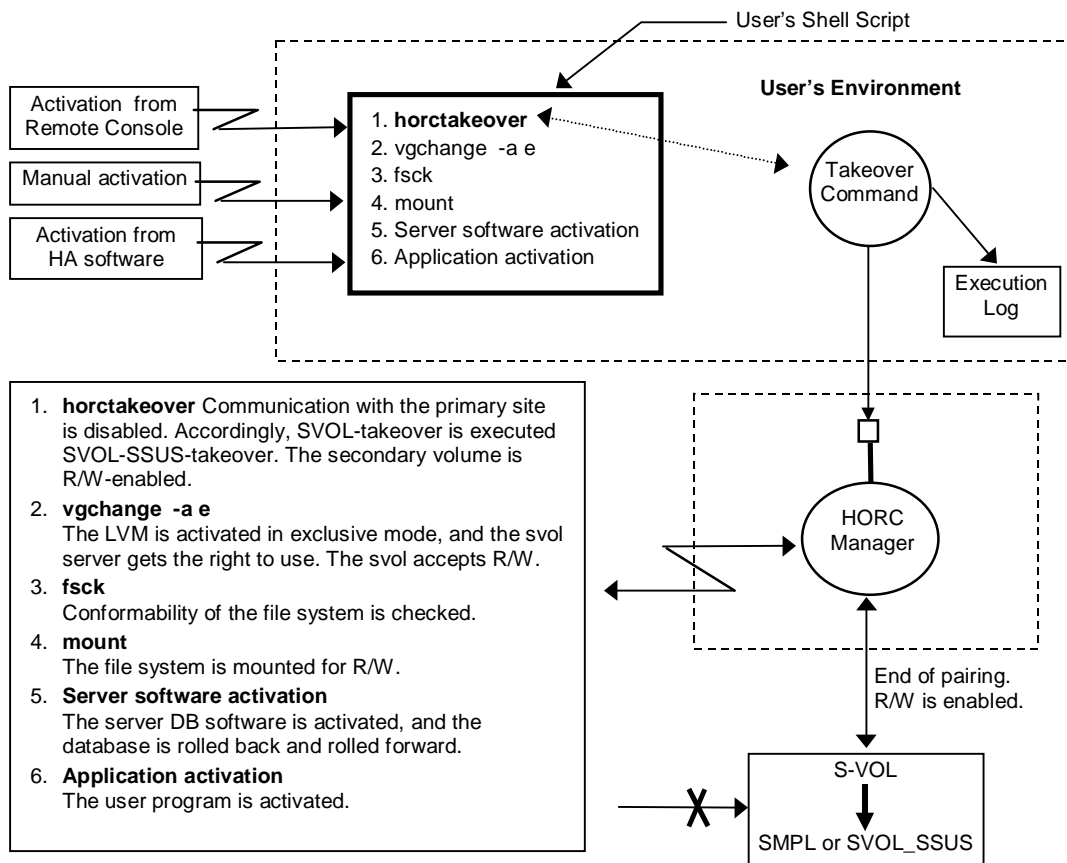 User's Shell Script
User's Environment
Activation from
Remote Console
Manual activation
Activation from
HA software
1. horctakeover
2. vgchange -a e
3. fsck
4. mount
5. Server software activation
6. Application activation
Takeover
Command
Execution
Log
1. horctakeover Communication with the primary site
is disabled. Accordingly, SVOL-takeover is executed
SVOL-SSUS-takeover. The secondary volume is
R/W-enabled.
2. vgchange -a e
The LVM is activated in exclusive mode, and the svol
server gets the right to use. The svol accepts R/W.
3. fsck
Conformability of the file system is checked.
4. mount
The file system is mounted for R/W.
5. Server software activation
The server DB software is activated, and the
database is rolled back and rolled forward.
6. Application activation
The user program is activated.
HORC
Manager
End of pairing.
R/W is enabled.
S-VOL
SMPL or SVOL_SSUS